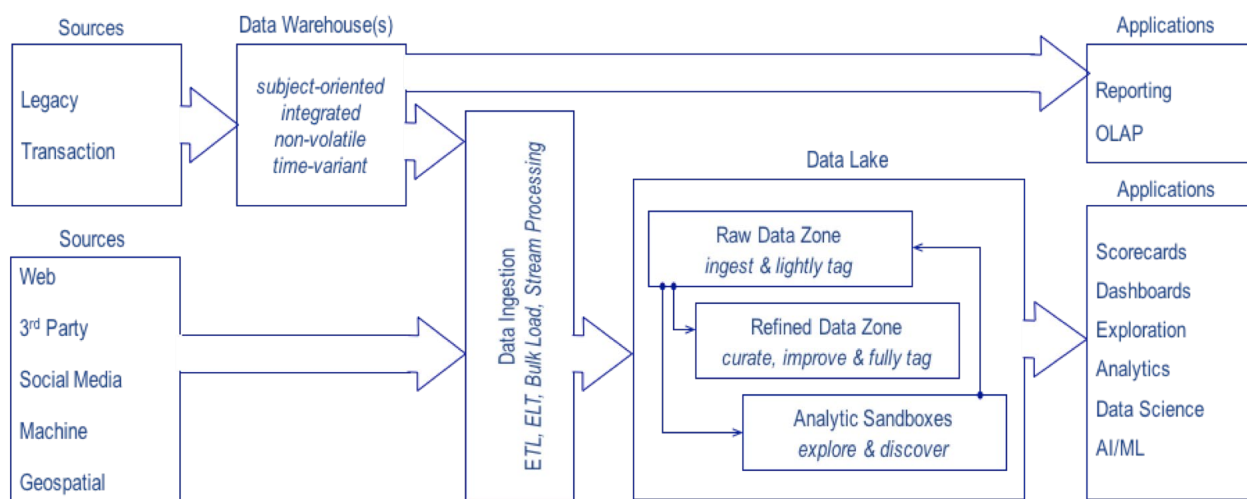 Sources
Legacy
Transaction
Data Warehouse(s)
subject-oriented
integrated
non-volatile
time-variant
Applications
Reporting
OLAP
Sources
Web
3rd Party
Social Media
Machine
Geospatial
Data Ingestion
ETL, ELT, Bulk Load, Stream Processing
Data Lake
Raw Data Zone
ingest & lightly tag
Refined Data Zone
curate, improve & fully tag
Analytic Sandboxes
explore & discover
Applications
Scorecards
Dashboards
Exploration
Analytics
Data Science
AI/ML